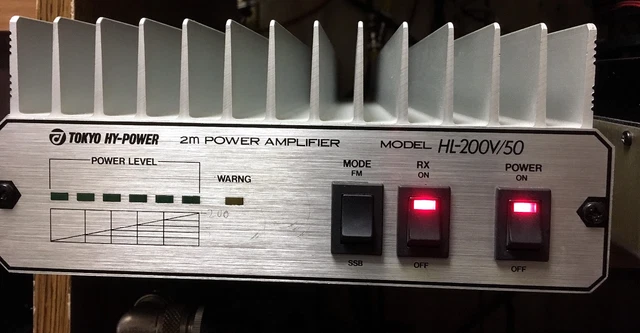 TOKYO HY-POWER 2m POWER AMPLIFIER MODEL HL-200V/50
POWER LEVEL
WARNG
MODE
FM
SSB
RX
ON
OFF
POWER
ON
OFF
200